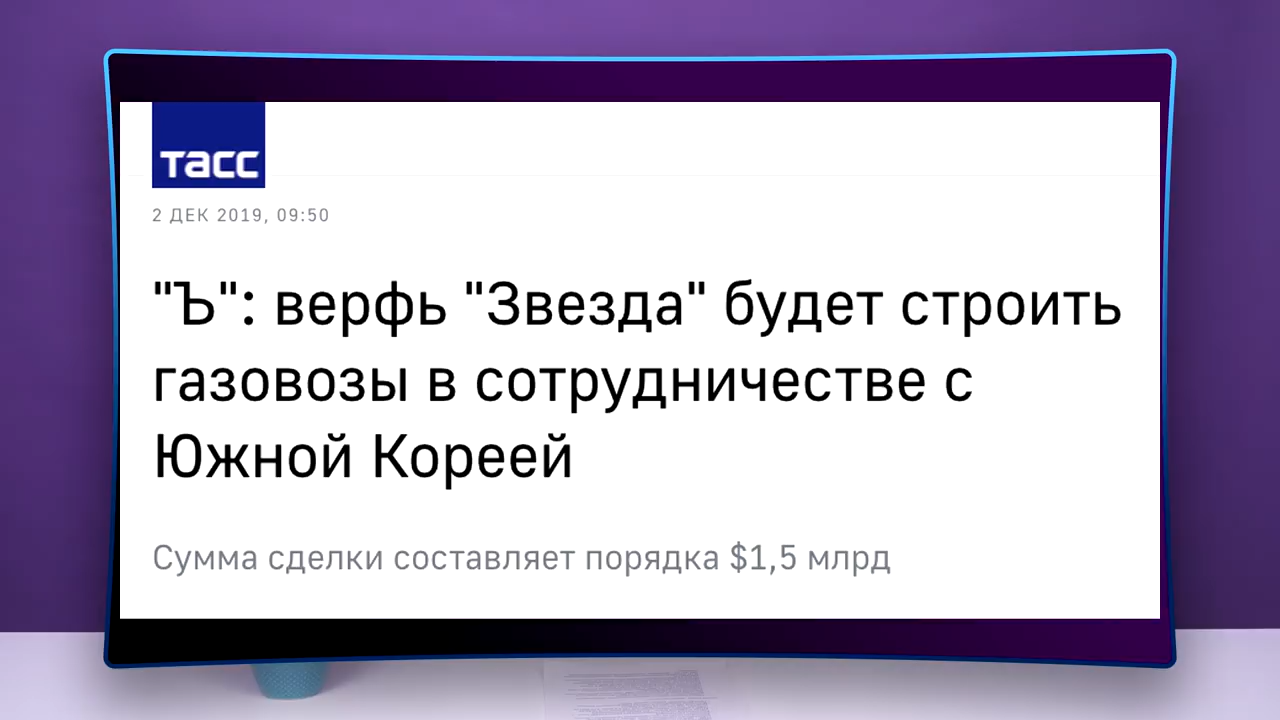 тасс
2 ДЕК 2019, 09:50
"Ъ": верфь "Звезда" будет строить
газовозы в сотрудничестве с
Южной Кореей
Сумма сделки составляет порядка $1,5 млрд